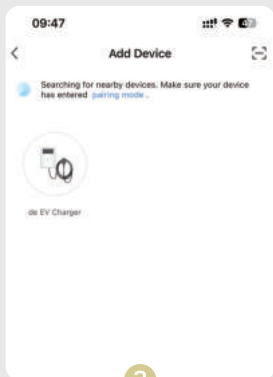 09:47
Add Device
Searching for nearby devices. Make sure your device
has entered pairing mode .
de EV Charger